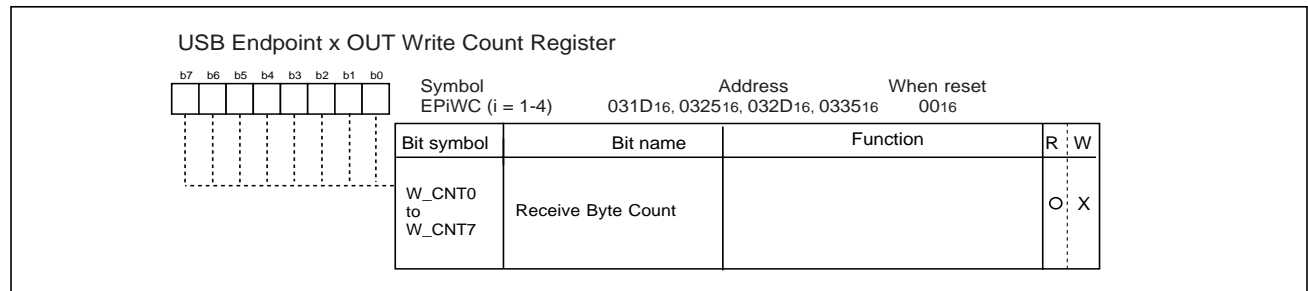 USB Endpoint x OUT Write Count Register
b7 b6 b5 b4 b3 b2 b1 b0
Symbol Address When reset
EPiWC (i = 1-4) 031D16, 032516, 032D16, 033516 0016
Bit symbol Bit name Function R W
W_CNT0
to
W_CNT7
Receive Byte Count
O X